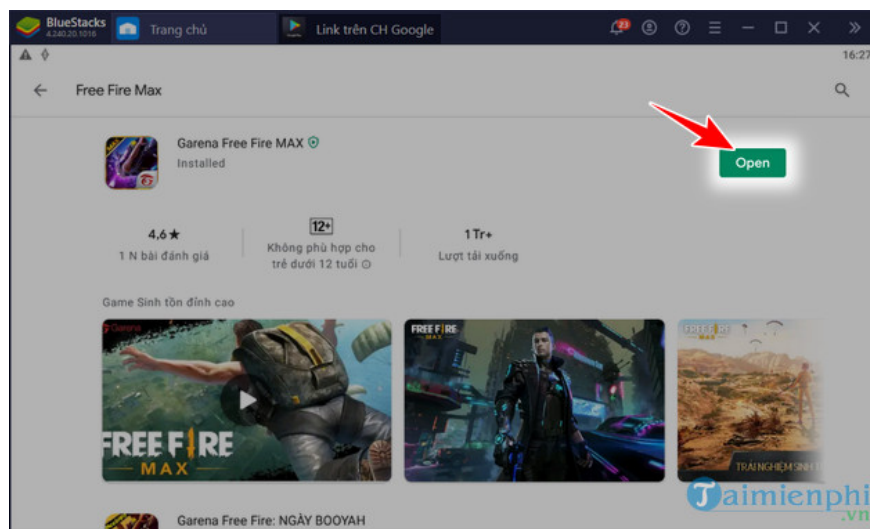 BlueStacks
4.240.20.1016
Trang chủ
Link trên CH Google
23
16:27
Free Fire Max
Garena Free Fire MAX
Installed
Open
4,6★
1 N bài đánh giá
12+
Không phù hợp cho
trẻ dưới 12 tuổi
1 Tr+
Lượt tải xuống
Game Sinh tồn đỉnh cao
Garena
FREE FIRE
MAX
FREE FIRE
MAX
FREE FIRE
MAX
TRẢI NGHIỆM SINH T
Taimienphi
.vn
Garena Free Fire: NGÀY BOOYAH